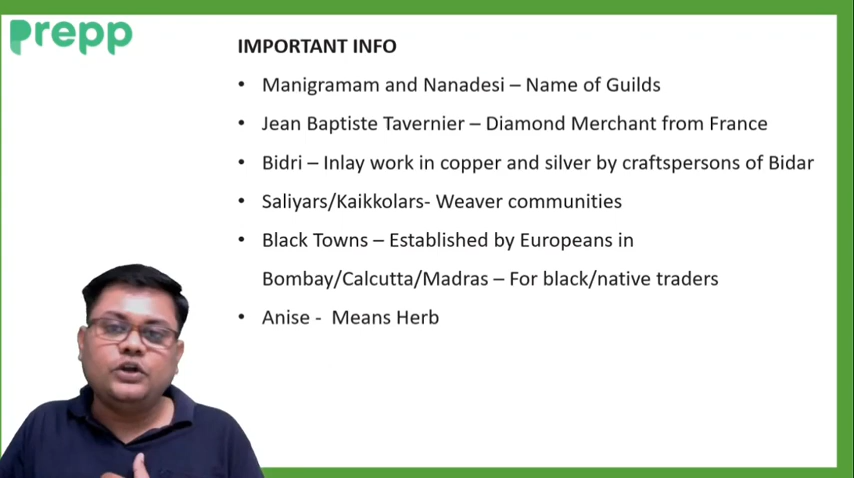 prepp
IMPORTANT INFO
• Manigramam and Nanadesi – Name of Guilds
• Jean Baptiste Tavernier – Diamond Merchant from France
• Bidri – Inlay work in copper and silver by craftspersons of Bidar
• Saliyars/Kaikkolars- Weaver communities
• Black Towns – Established by Europeans in
Bombay/Calcutta/Madras – For black/native traders
• Anise - Means Herb